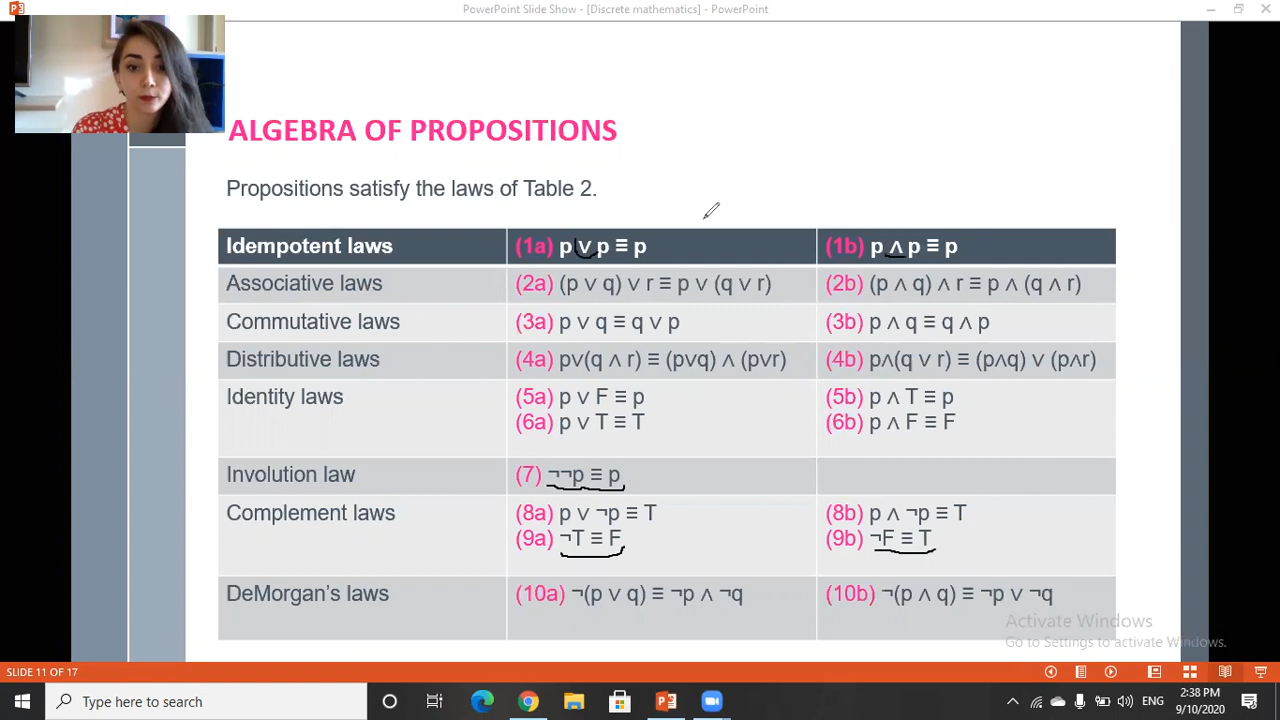 PowerPoint Slide Show - [Discrete mathematics] - PowerPoint
ALGEBRA OF PROPOSITIONS
Propositions satisfy the laws of Table 2.
Idempotent laws (1a) p ∨ p ≡ p (1b) p ∧ p ≡ p
Associative laws (2a) (p ∨ q) ∨ r ≡ p ∨ (q ∨ r) (2b) (p ∧ q) ∧ r ≡ p ∧ (q ∧ r)
Commutative laws (3a) p ∨ q ≡ q ∨ p (3b) p ∧ q ≡ q ∧ p
Distributive laws (4a) p∨(q ∧ r) ≡ (p∨q) ∧ (p∨r) (4b) p∧(q ∨ r) ≡ (p∧q) ∨ (p∧r)
Identity laws (5a) p ∨ F ≡ p (5b) p ∧ T ≡ p
(6a) p ∨ T ≡ T (6b) p ∧ F ≡ F
Involution law (7) ¬¬p ≡ p
Complement laws (8a) p ∨ ¬p ≡ T (8b) p ∧ ¬p ≡ T
(9a) ¬T ≡ F (9b) ¬F ≡ T
DeMorgan’s laws (10a) ¬(p ∨ q) ≡ ¬p ∧ ¬q (10b) ¬(p ∧ q) ≡ ¬p ∨ ¬q
Activate Windows
Go to Settings to activate Windows.
SLIDE 11 OF 17
Type here to search
ENG
2:38 PM
9/10/2020